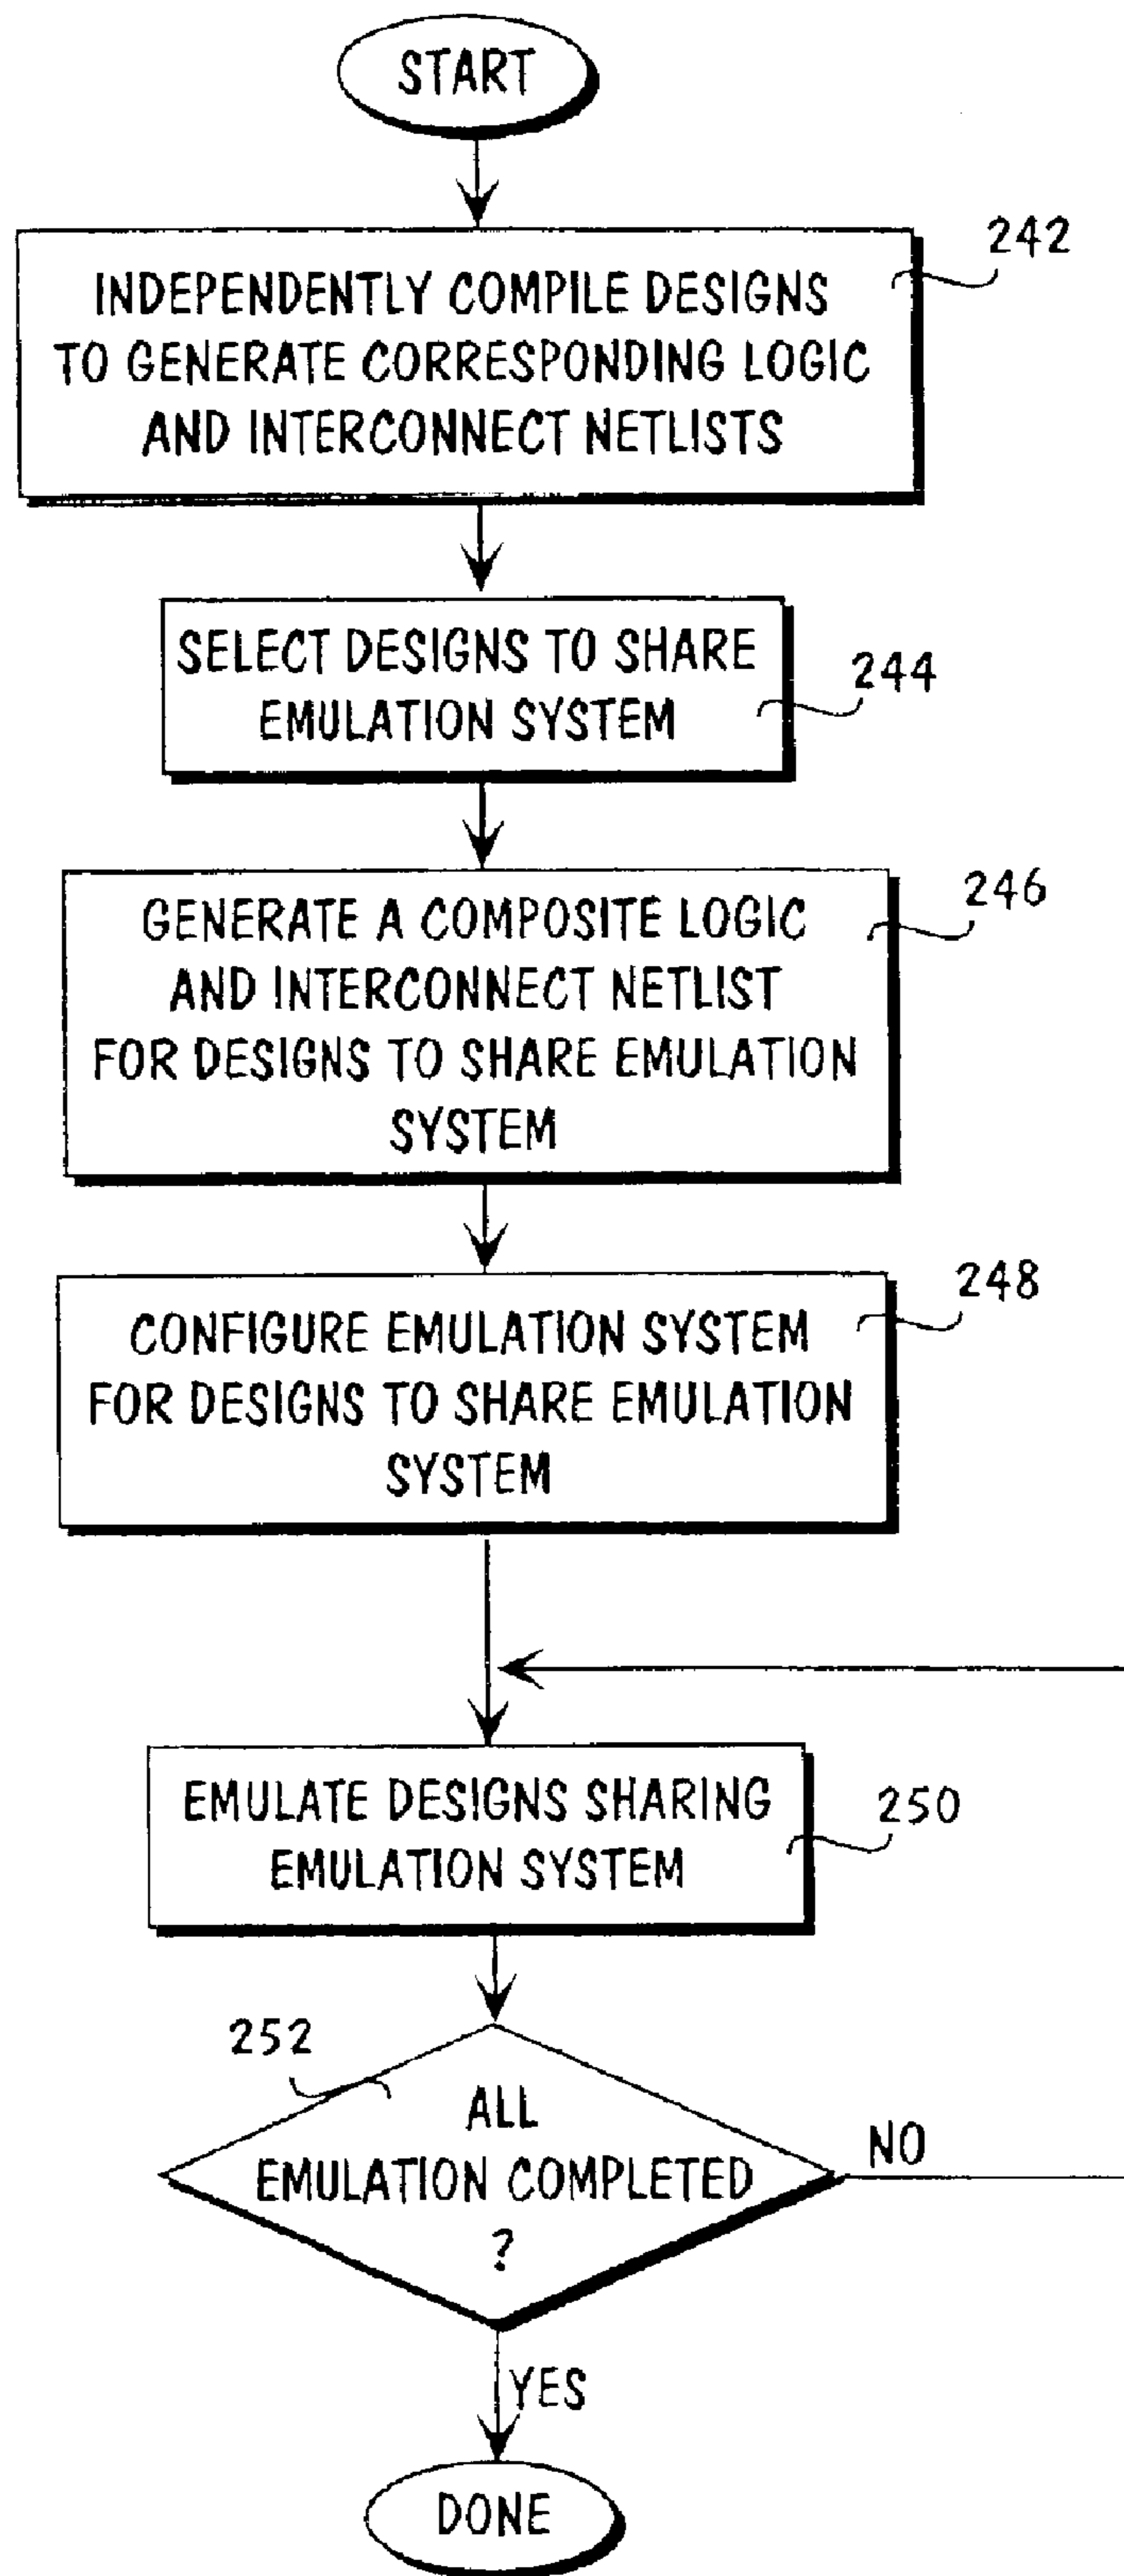 START
242
INDEPENDENTLY COMPILE DESIGNS
TO GENERATE CORRESPONDING LOGIC
AND INTERCONNECT NETLISTS
SELECT DESIGNS TO SHARE
EMULATION SYSTEM
244
GENERATE A COMPOSITE LOGIC
AND INTERCONNECT NETLIST
FOR DESIGNS TO SHARE EMULATION
SYSTEM
246
CONFIGURE EMULATION SYSTEM
FOR DESIGNS TO SHARE EMULATION
SYSTEM
248
EMULATE DESIGNS SHARING
EMULATION SYSTEM
250
252
ALL
EMULATION COMPLETED
?
NO
YES
DONE